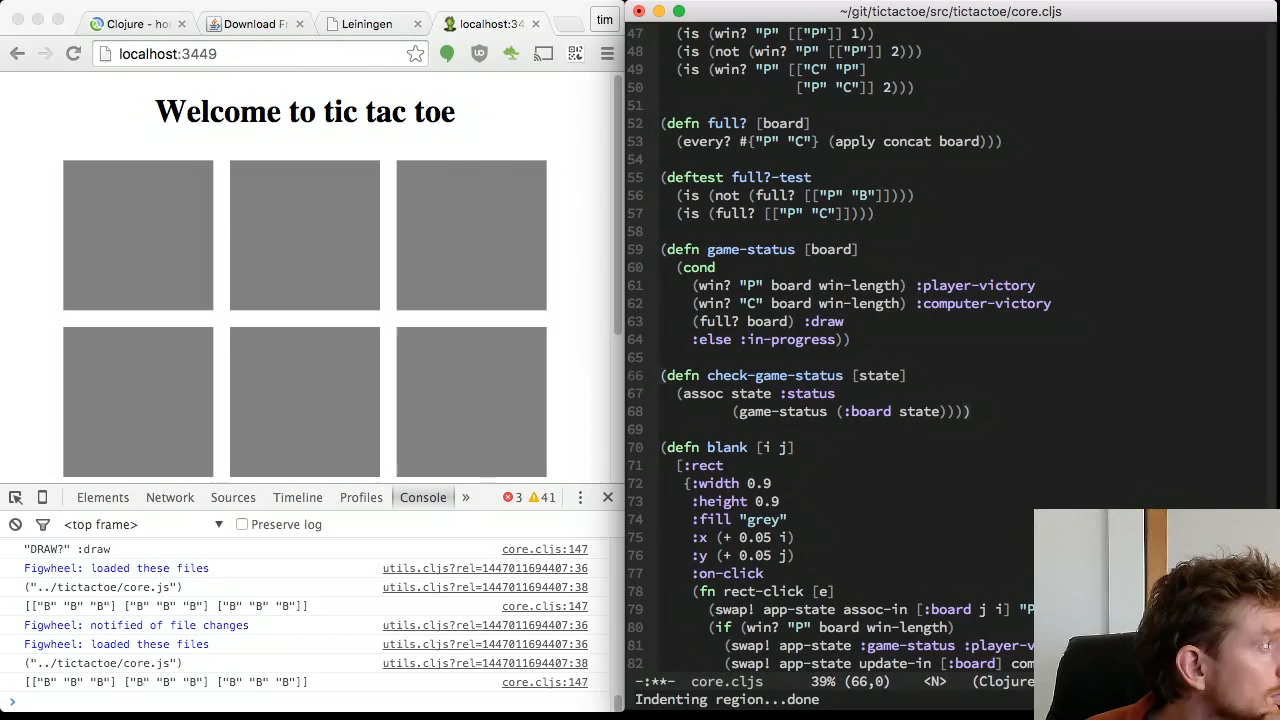 Clojure - ho
Download F
Leiningen
localhost:34
tim
localhost:3449
Welcome to tic tac toe
Elements Network Sources Timeline Profiles Console » 3 41
<top frame> Preserve log
"DRAW?" :draw core.cljs:147
Figwheel: loaded these files utils.cljs?rel=1447011694407:36
("../tictactoe/core.js") utils.cljs?rel=1447011694407:38
[["B" "B" "B"] ["B" "B" "B"] ["B" "B" "B"]] core.cljs:147
Figwheel: notified of file changes utils.cljs?rel=1447011694407:36
Figwheel: loaded these files utils.cljs?rel=1447011694407:36
("../tictactoe/core.js") utils.cljs?rel=1447011694407:38
[["B" "B" "B"] ["B" "B" "B"] ["B" "B" "B"]] core.cljs:147
>
~/git/tictactoe/src/tictactoe/core.cljs
47 (is (win? "P" [["P"]] 1))
48 (is (not (win? "P" [["P"]] 2)))
49 (is (win? "P" [["C" "P"]
50 ["P" "C"]] 2)))
51
52 (defn full? [board]
53 (every? #{"P" "C"} (apply concat board)))
54
55 (deftest full?-test
56 (is (not (full? [["P" "B"]])))
57 (is (full? [["P" "C"]])))
58
59 (defn game-status [board]
60 (cond
61 (win? "P" board win-length) :player-victory
62 (win? "C" board win-length) :computer-victory
63 (full? board) :draw
64 :else :in-progress))
65
66 (defn check-game-status [state]
67 (assoc state :status
68 (game-status (:board state))))
69
70 (defn blank [i j]
71 [:rect
72 {:width 0.9
73 :height 0.9
74 :fill "grey"
75 :x (+ 0.05 i)
76 :y (+ 0.05 j)
77 :on-click
78 (fn rect-click [e]
79 (swap! app-state assoc-in [:board j i] "P
80 (if (win? "P" board win-length)
81 (swap! app-state :game-status :player-v
82 (swap! app-state update-in [:board] com
-:**- core.cljs 39% (66,0) <N> (Clojure
Indenting region...done